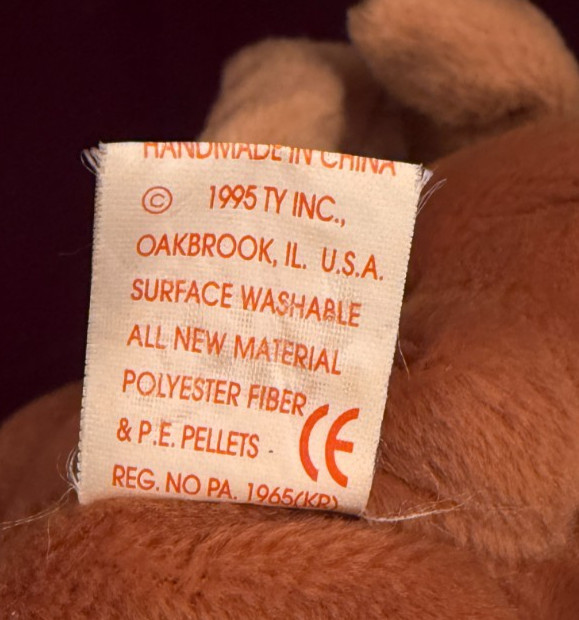 HANDMADE IN CHINA
© 1995 TY INC.,
OAKBROOK, IL. U.S.A.
SURFACE WASHABLE
ALL NEW MATERIAL
POLYESTER FIBER
& P.E. PELLETS CE
REG. NO PA. 1965(KR)